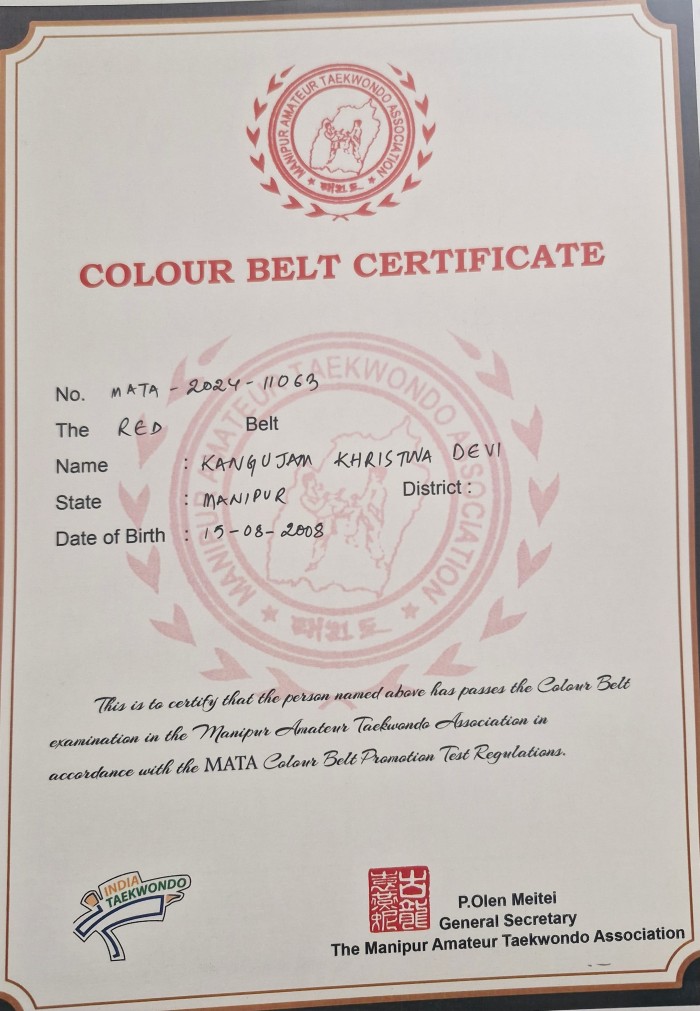 MANIPUR AMATEUR TAEKWONDO ASSOCIATION
태권도
COLOUR BELT CERTIFICATE
MANIPUR AMATEUR TAEKWONDO ASSOCIATION
태권도
No. MATA - 2024 - 11063
The RED Belt
Name : KANGUJAM KHRISTINA DEVI
State : MANIPUR District :
Date of Birth : 15-08-2008
This is to certify that the person named above has passes the Colour Belt
examination in the Manipur Amateur Taekwondo Association in
accordance with the MATA Colour Belt Promotion Test Regulations.
INDIA
TAEKWONDO
P.Olen Meitei
General Secretary
The Manipur Amateur Taekwondo Association